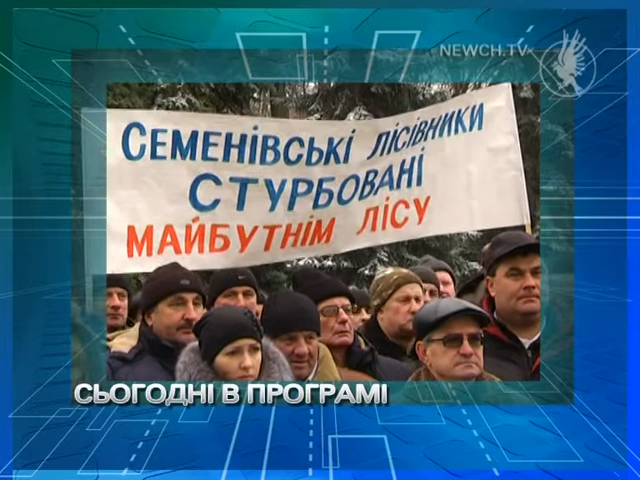 NEWCH.TV
СЕМЕНІВСЬКІ ЛІСІВНИКИ
СТУРБОВАНІ
МАЙБУТНІМ ЛІСУ
СЬОГОДНІ В ПРОГРАМІ